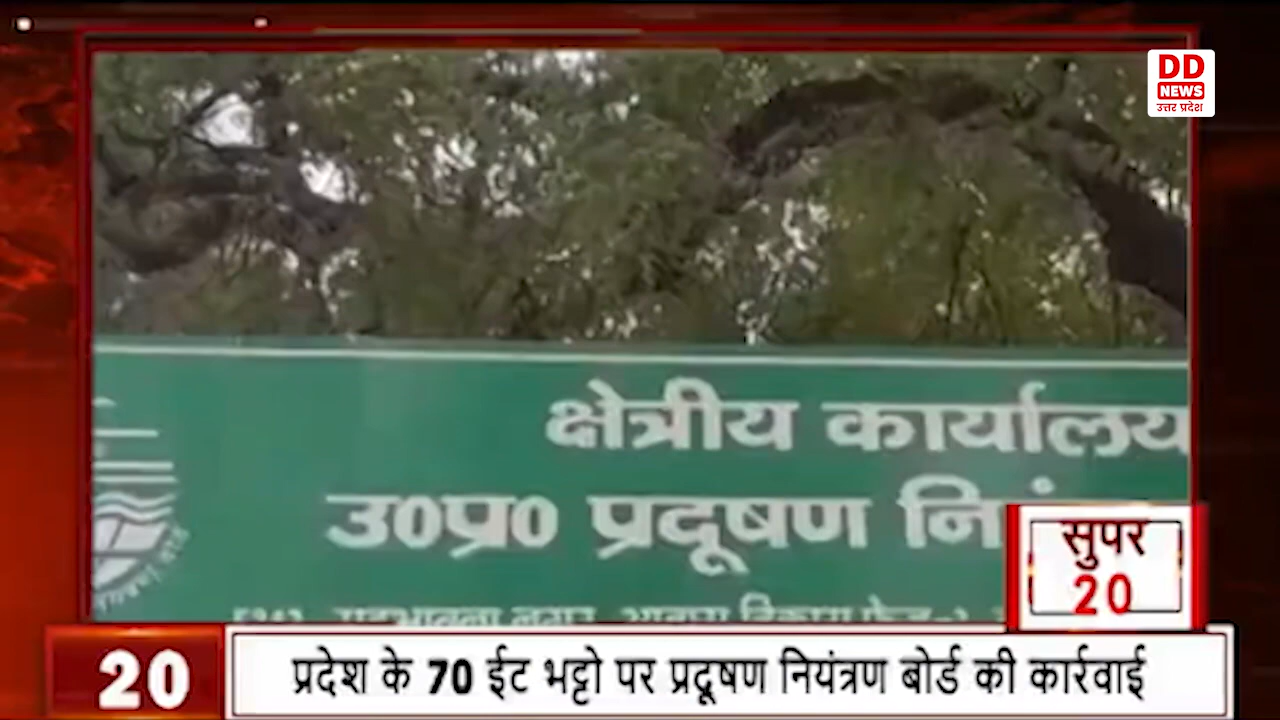 DD
NEWS
उत्तर प्रदेश
क्षेत्रीय कार्यालय
उ0प्र0 प्रदूषण
सुपर
20
20
प्रदेश के 70 ईट भट्टो पर प्रदूषण नियंत्रण बोर्ड की कार्रवाई